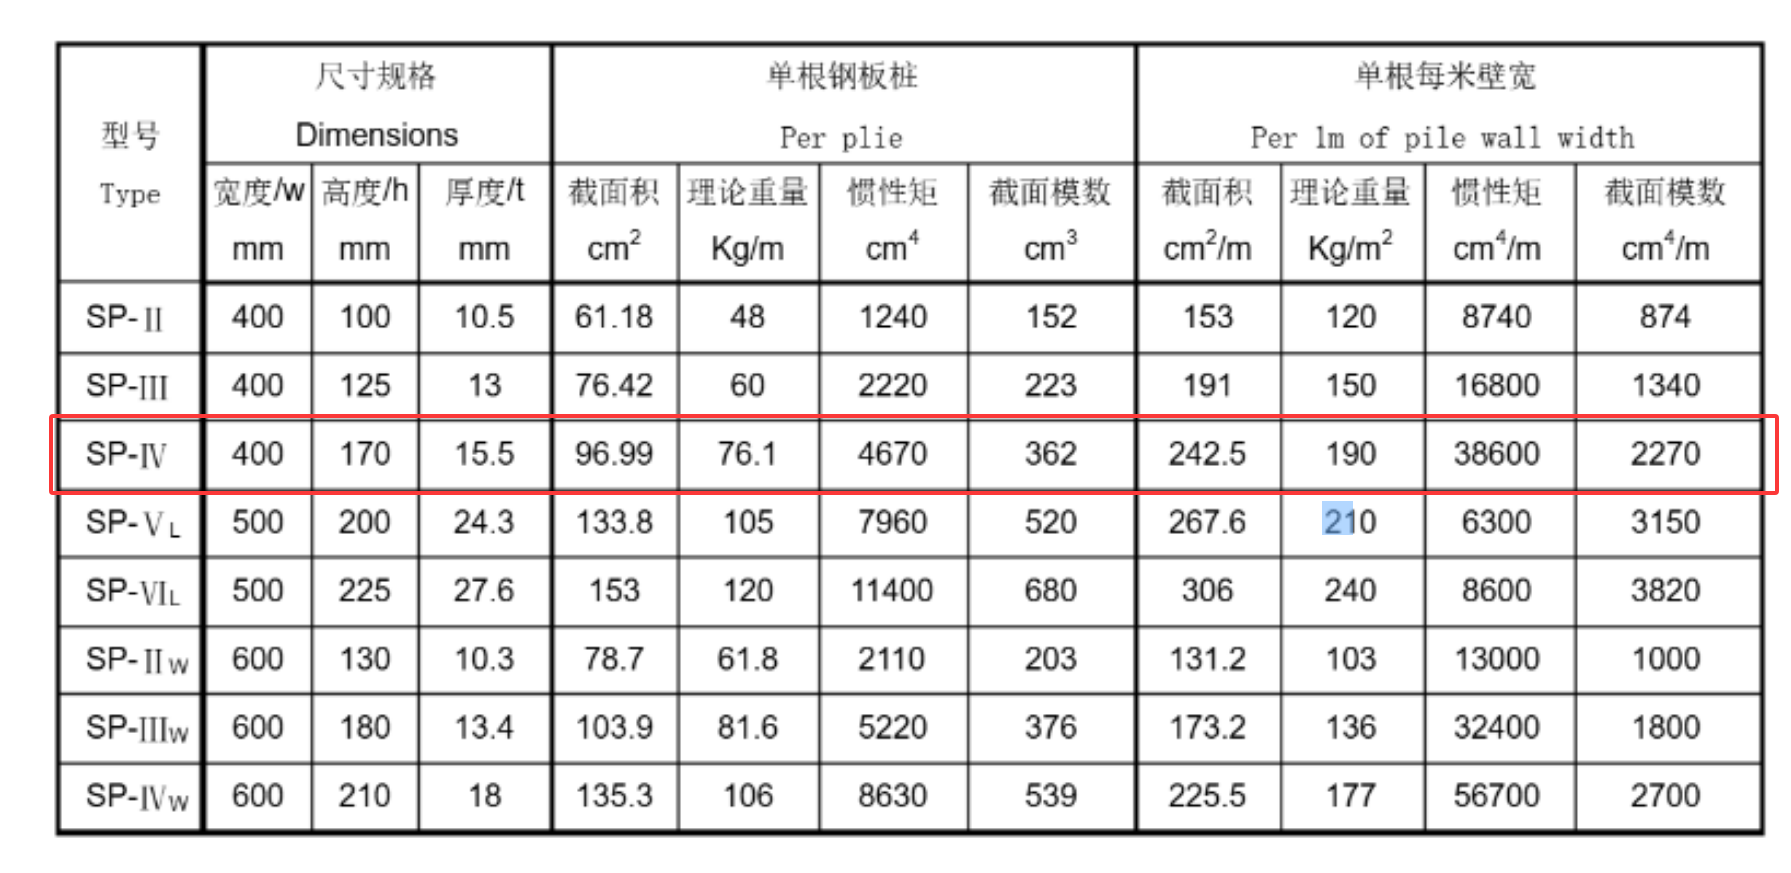 型号
Type
尺寸规格
Dimensions
单根钢板桩
Per plie
单根每米壁宽
Per 1m of pile wall width
宽度/w mm
高度/h mm
厚度/t mm
截面积 cm²
理论重量 Kg/m
惯性矩 cm⁴
截面模数 cm³
截面积 cm²/m
理论重量 Kg/m²
惯性矩 cm⁴/m
截面模数 cm⁴/m
SP-Ⅱ 400 100 10.5 61.18 48 1240 152 153 120 8740 874
SP-Ⅲ 400 125 13 76.42 60 2220 223 191 150 16800 1340
SP-Ⅳ 400 170 15.5 96.99 76.1 4670 362 242.5 190 38600 2270
SP-ⅤL 500 200 24.3 133.8 105 7960 520 267.6 210 6300 3150
SP-ⅥL 500 225 27.6 153 120 11400 680 306 240 8600 3820
SP-ⅡW 600 130 10.3 78.7 61.8 2110 203 131.2 103 13000 1000
SP-ⅢW 600 180 13.4 103.9 81.6 5220 376 173.2 136 32400 1800
SP-ⅣW 600 210 18 135.3 106 8630 539 225.5 177 56700 2700